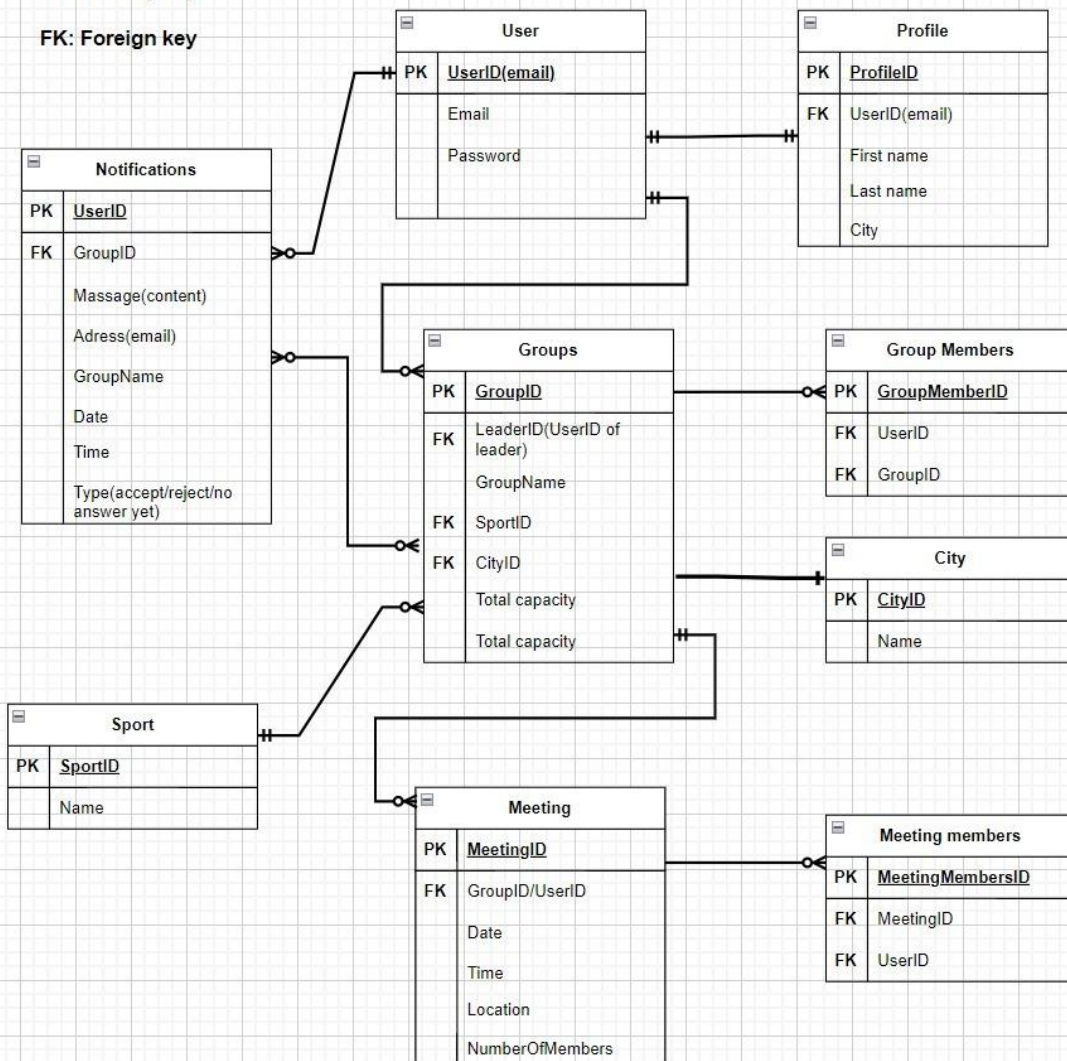 FK: Foreign key
User
PK UserID(email)
Email
Password
Profile
PK ProfileID
FK UserID(email)
First name
Last name
City
Notifications
PK UserID
FK GroupID
Massage(content)
Adress(email)
GroupName
Date
Time
Type(accept/reject/no
answer yet)
Groups
PK GroupID
FK LeaderID(UserID of
leader)
GroupName
FK SportID
FK CityID
Total capacity
Total capacity
Group Members
PK GroupMemberID
FK UserID
FK GroupID
City
PK CityID
Name
Sport
PK SportID
Name
Meeting
PK MeetingID
FK GroupID/UserID
Date
Time
Location
NumberOfMembers
Meeting members
PK MeetingMembersID
FK MeetingID
FK UserID